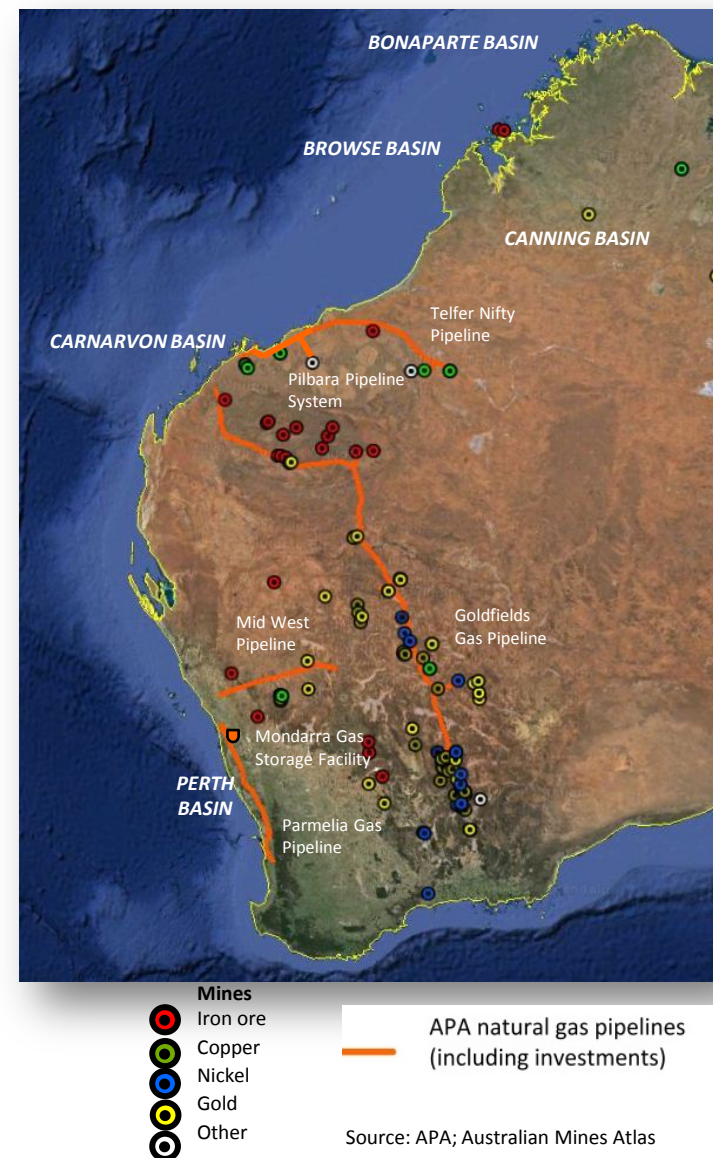 BONAPARTE BASIN
BROWSE BASIN
CANNING BASIN
Telfer Nifty
Pipeline
CARNARVON BASIN
Pilbara Pipeline
System
Mid West
Pipeline
Goldfields
Gas Pipeline
Mondarra Gas
Storage Facility
PERTH
BASIN
Parmelia Gas
Pipeline
Mines
Iron ore
Copper
Nickel
Gold
Other
APA natural gas pipelines
(including investments)
Source: APA; Australian Mines Atlas